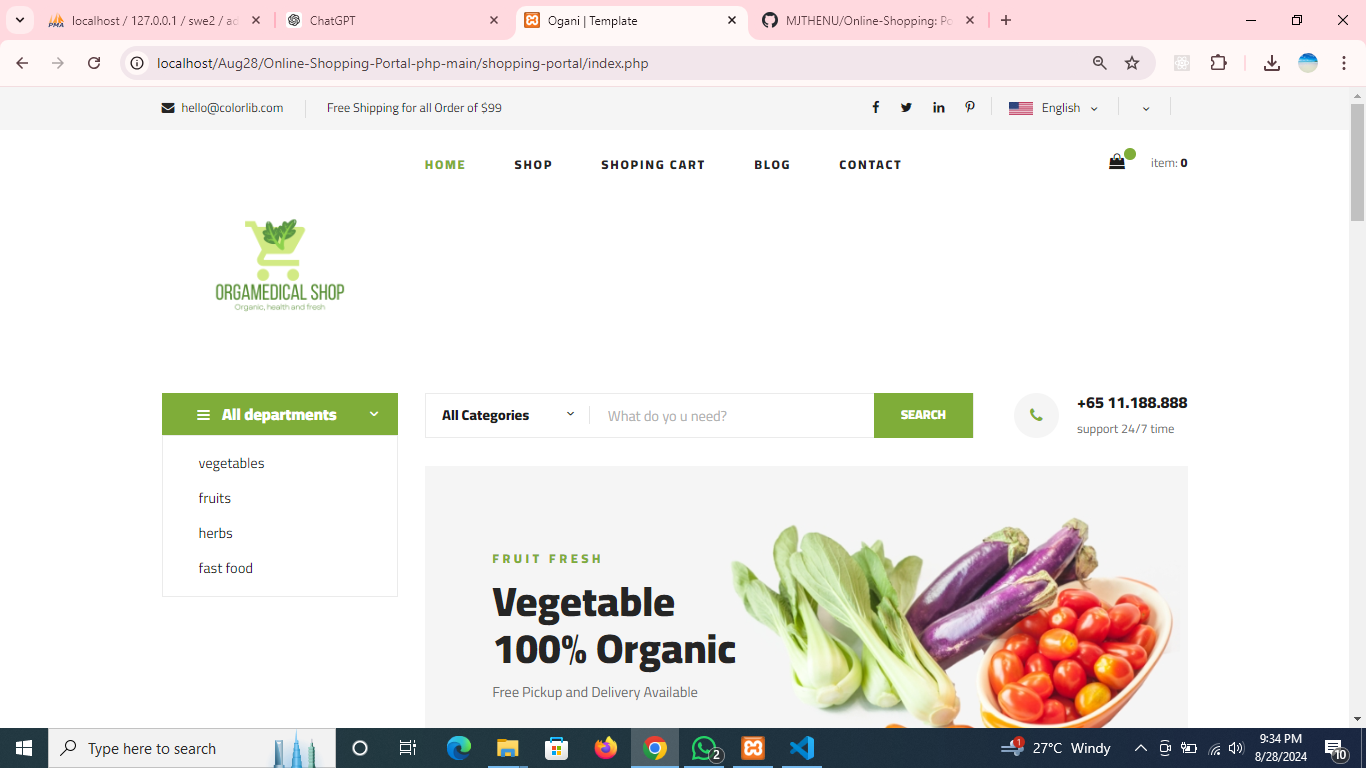 PMA
localhost / 127.0.0.1 / swe2 / ad
ChatGPT
Ogani | Template
MJTHENU/Online-Shopping: Po
localhost/Aug28/Online-Shopping-Portal-php-main/shopping-portal/index.php
hello@colorlib.com
Free Shipping for all Order of $99
English
HOME
SHOP
SHOPING CART
BLOG
CONTACT
item: 0
ORGAMEDICAL SHOP
Organic, health and fresh
All departments
All Categories
What do yo u need?
SEARCH
+65 11.188.888
support 24/7 time
vegetables
fruits
herbs
fast food
FRUIT FRESH
Vegetable
100% Organic
Free Pickup and Delivery Available
Type here to search
2
1
27°C Windy
9:34 PM
8/28/2024
10